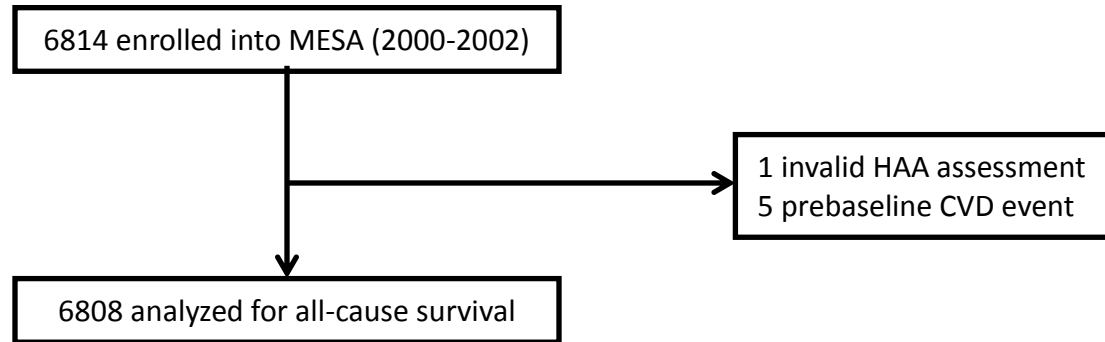 6814 enrolled into MESA (2000-2002)
1 invalid HAA assessment
5 prebaseline CVD event
6808 analyzed for all-cause survival